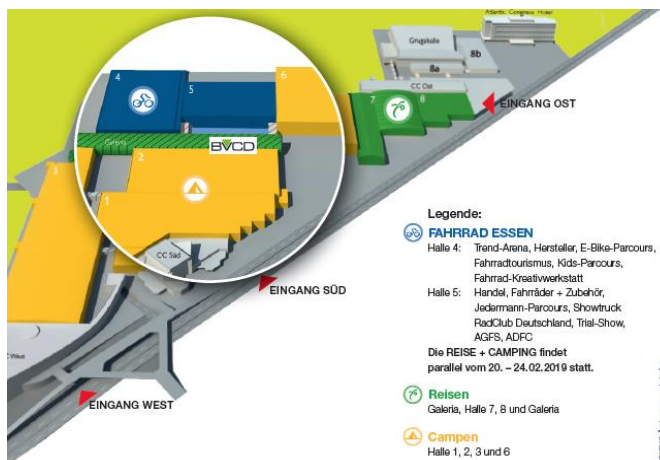 Atlantic Congress Hotel
Grugahalle
8b
8a
CC Ost
4
6
5
7
8
EINGANG OST
Galeria
BVCD
2
3
1
CC Süd
EINGANG SÜD
West
EINGANG WEST
Legende:
FAHRRAD ESSEN
Halle 4: Trend-Arena, Hersteller, E-Bike-Parcours,
Fahrradtourismus, Kids-Parcours,
Fahrrad-Kreativwerkstatt
Halle 5: Handel, Fahrräder + Zubehör,
Jedermann-Parcours, Showtruck
RadClub Deutschland, Trial-Show,
AGFS, ADFC
Die REISE + CAMPING findet
parallel vom 20. – 24.02.2019 statt.
Reisen
Galeria, Halle 7, 8 und Galeria
Campen
Halle 1, 2, 3 und 6